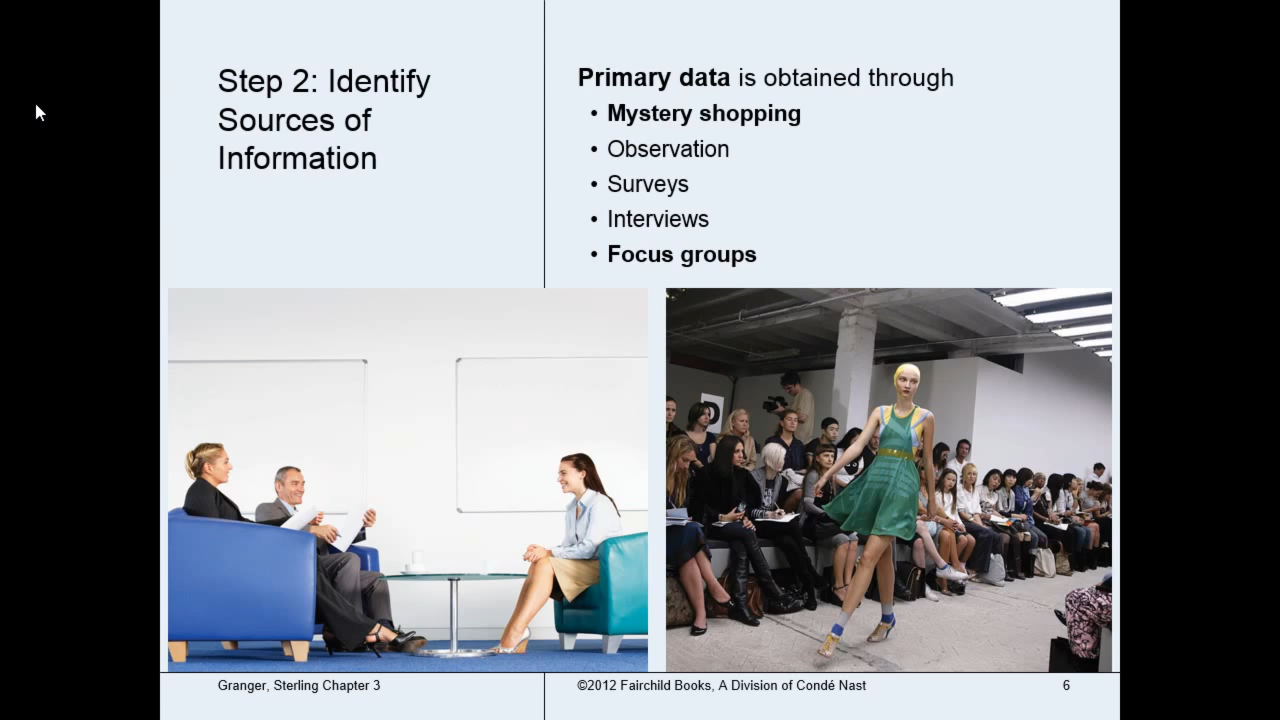 Step 2: Identify
Sources of
Information
Primary data is obtained through
• Mystery shopping
• Observation
• Surveys
• Interviews
• Focus groups
D
Granger, Sterling Chapter 3
©2012 Fairchild Books, A Division of Condé Nast
6